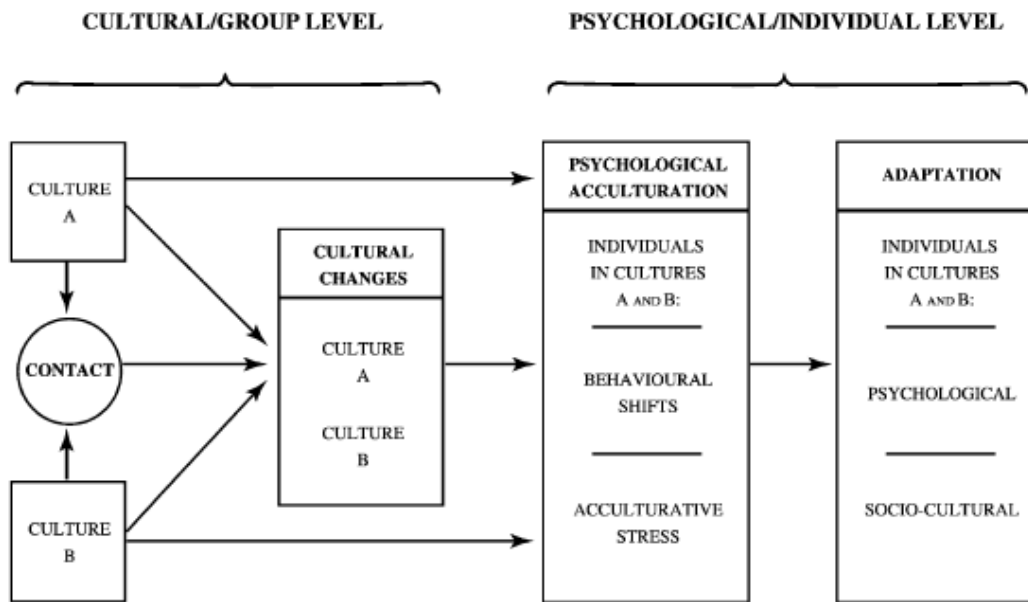 CULTURAL/GROUP LEVEL
PSYCHOLOGICAL/INDIVIDUAL LEVEL
CULTURE
A
CONTACT
CULTURE
B
CULTURAL
CHANGES
CULTURE
A
CULTURE
B
PSYCHOLOGICAL
ACCULTURATION
INDIVIDUALS
IN CULTURES
A AND B:
BEHAVIOURAL
SHIFTS
ACCULTURATIVE
STRESS
ADAPTATION
INDIVIDUALS
IN CULTURES
A AND B:
PSYCHOLOGICAL
SOCIO-CULTURAL